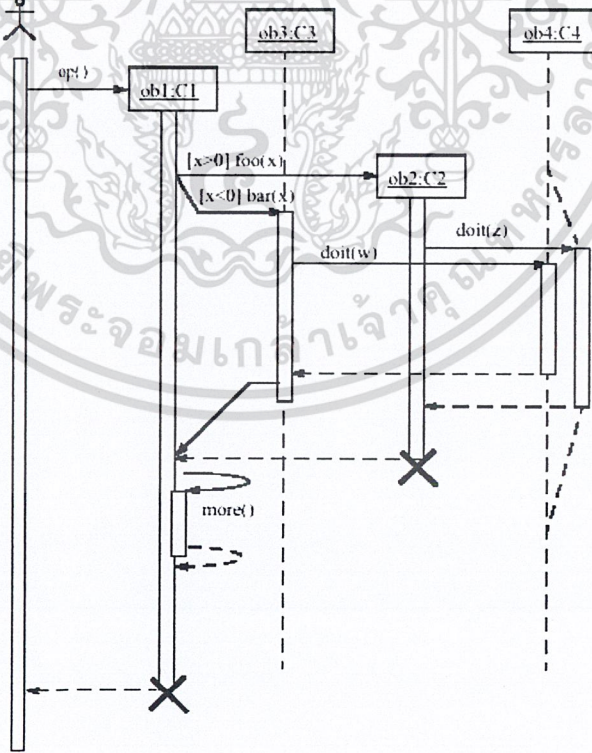 ob3:C3
ob4:C4
op()
ob1:C1
[x>0] foo(x)
ob2:C2
[x<0] bar(x)
doit(z)
doit(w)
more()